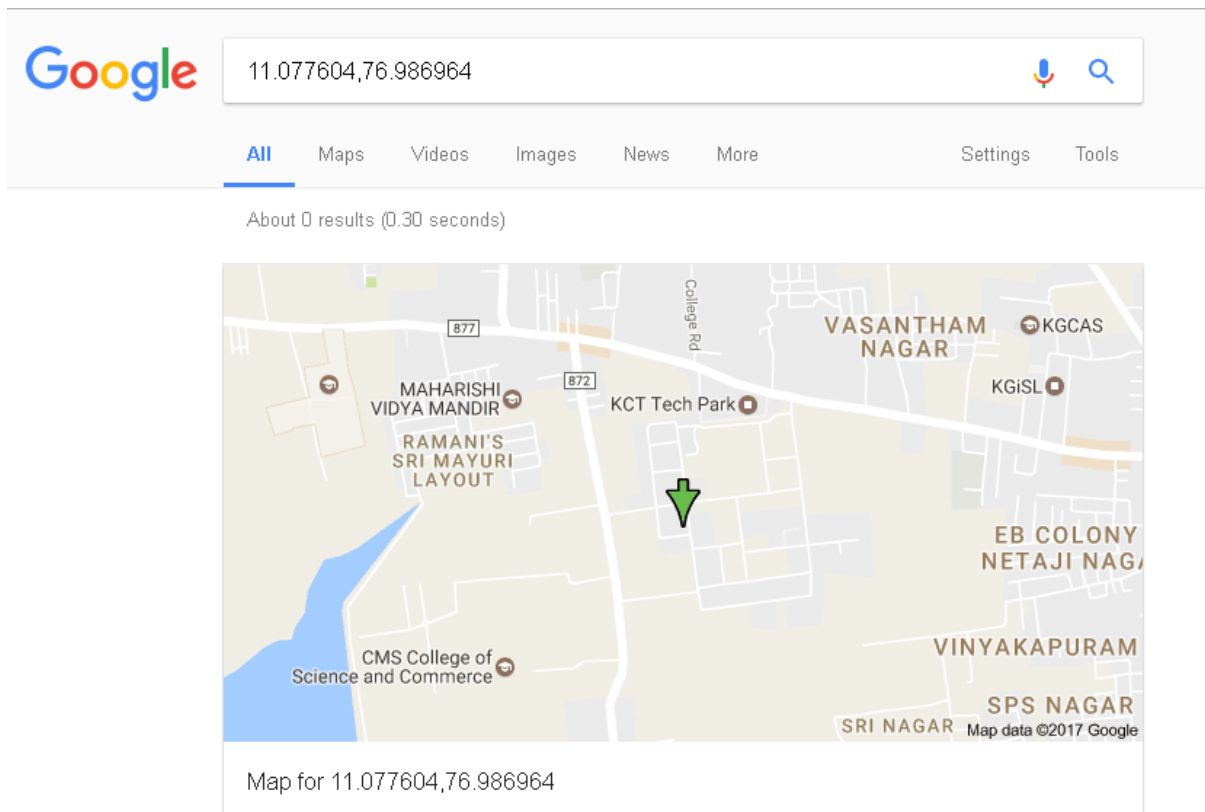 Google
11.077604,76.986964
All Maps Videos Images News More Settings Tools
About 0 results (0.30 seconds)
College Rd
877
VASANTHAM
NAGAR
KGCAS
872
MAHARISHI
VIDYA MANDIR
KCT Tech Park
KGiSL
RAMANI'S
SRI MAYURI
LAYOUT
EB COLONY
NETAJI NAGA
VINYAKAPURAM
CMS College of
Science and Commerce
SPS NAGAR
SRI NAGAR
Map data ©2017 Google
Map for 11.077604,76.986964